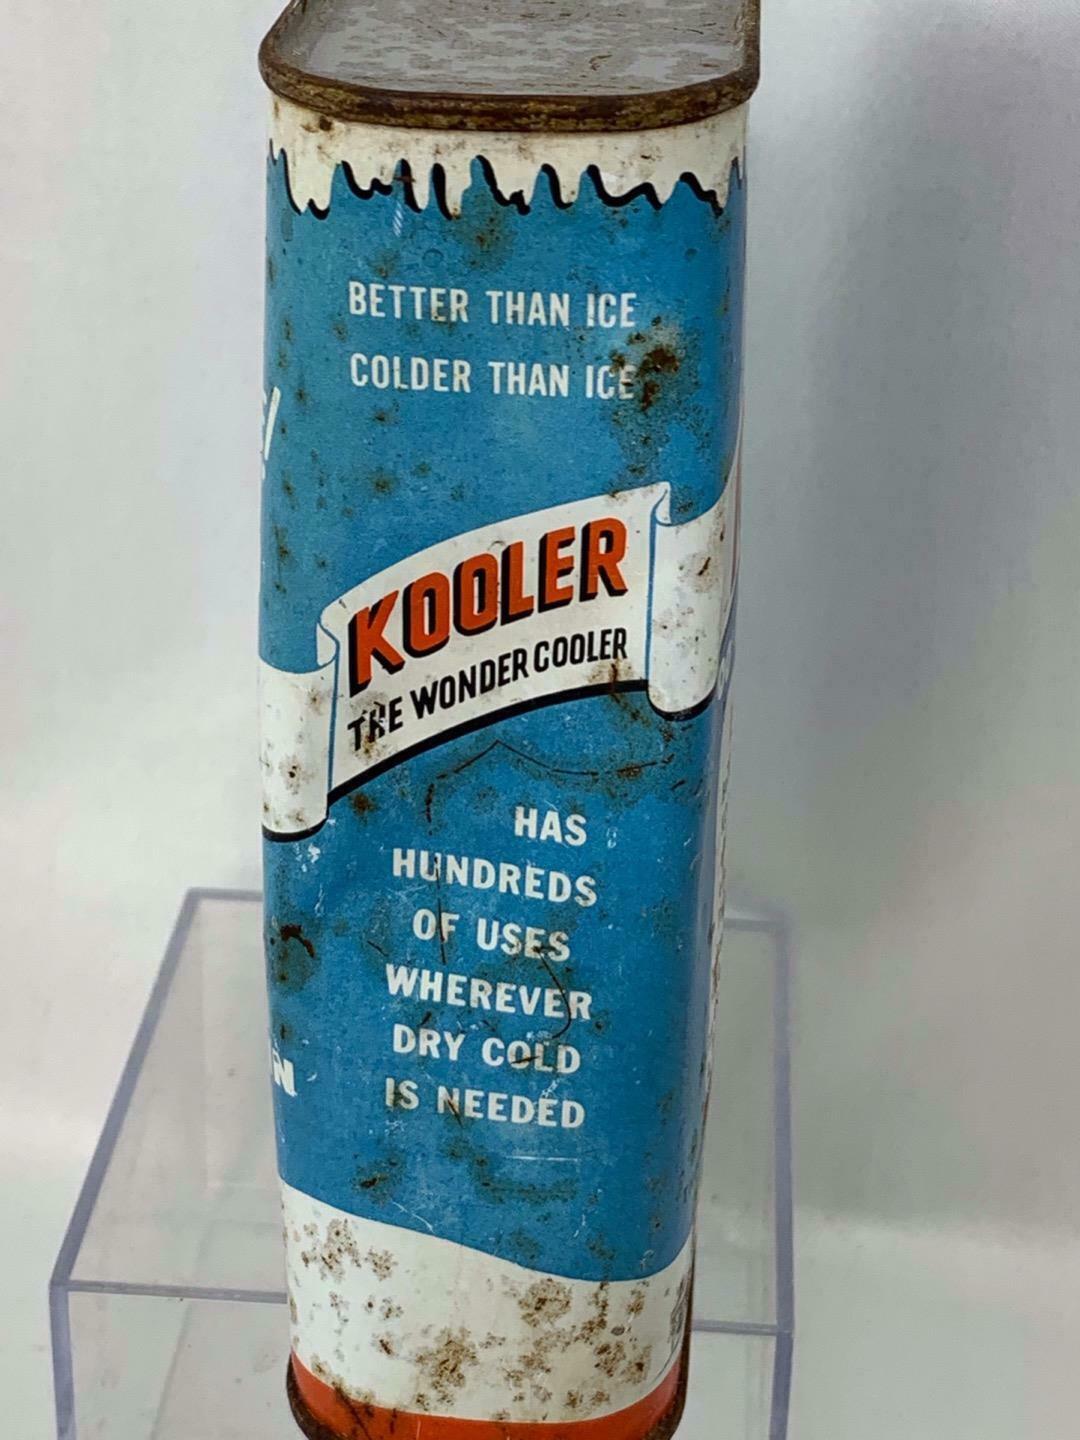 BETTER THAN ICE
COLDER THAN ICE
KOOLER
THE WONDER COOLER
HAS
HUNDREDS
OF USES
WHEREVER
DRY COLD
IS NEEDED